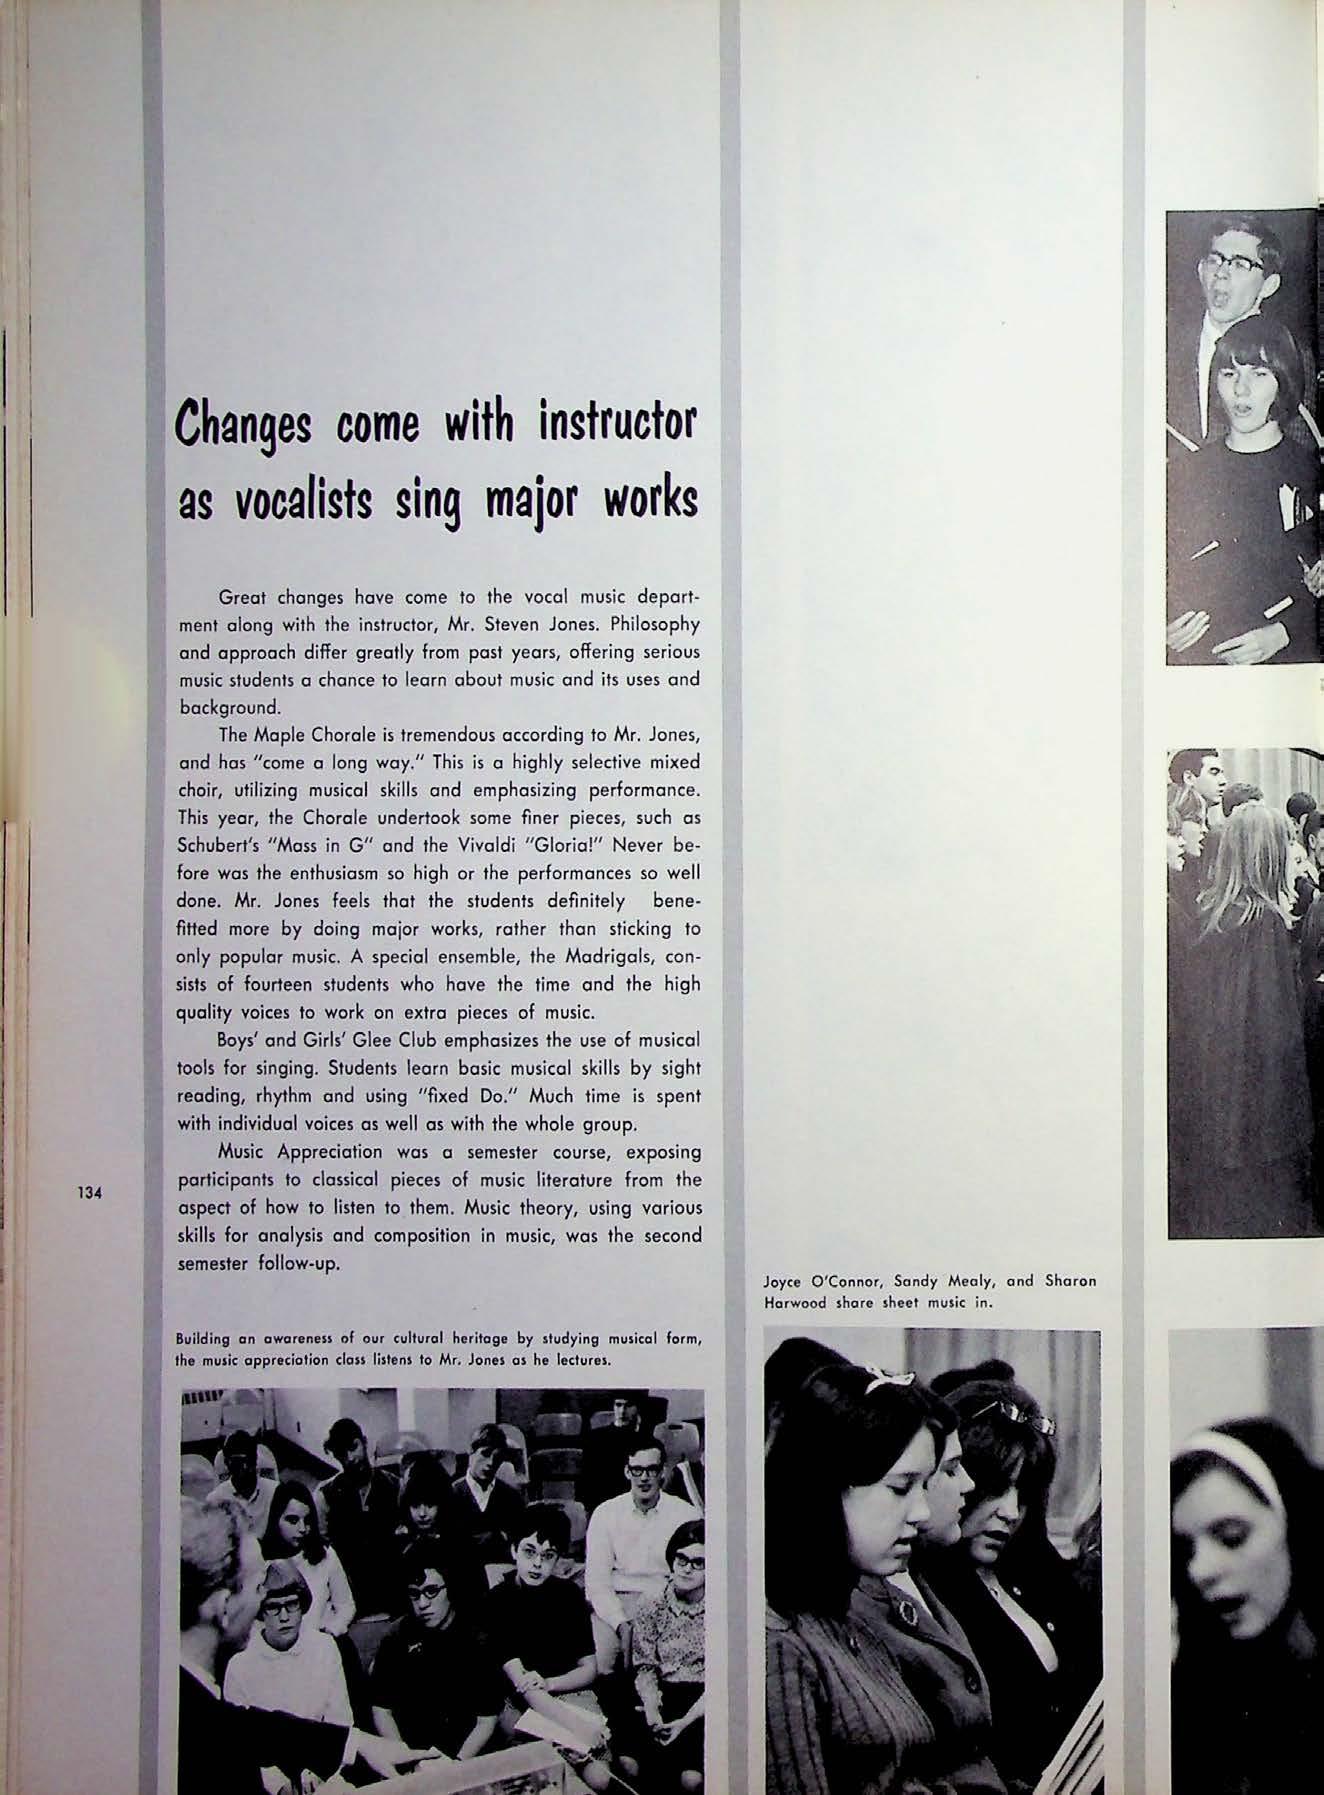 Changes come with instructor
as vocalists sing major works
Great changes have come to the vocal music depart-
ment along with the instructor, Mr. Steven Jones. Philosophy
and approach differ greatly from past years, offering serious
music students a chance to learn about music and its uses and
background.
The Maple Chorale is tremendous according to Mr. Jones,
and has "come a long way." This is a highly selective mixed
choir, utilizing musical skills and emphasizing performance.
This year, the Chorale undertook some finer pieces, such as
Schubert's "Mass in G" and the Vivaldi "Gloria!" Never be-
fore was the enthusiasm so high or the performances so well
done. Mr. Jones feels that the students definitely bene-
fitted more by doing major works, rather than sticking to
only popular music. A special ensemble, the Madrigals, con-
sists of fourteen students who have the time and the high
quality voices to work on extra pieces of music.
Boys' and Girls' Glee Club emphasizes the use of musical
tools for singing. Students learn basic musical skills by sight
reading, rhythm and using "fixed Do." Much time is spent
with individual voices as well as with the whole group.
Music Appreciation was a semester course, exposing
participants to classical pieces of music literature from the
aspect of how to listen to them. Music theory, using various
skills for analysis and composition in music, was the second
semester follow-up.
134
Building an awareness of our cultural heritage by studying musical form,
the music appreciation class listens to Mr. Jones as he lectures.
Joyce O'Connor, Sandy Mealy, and Sharon
Harwood share sheet music in.